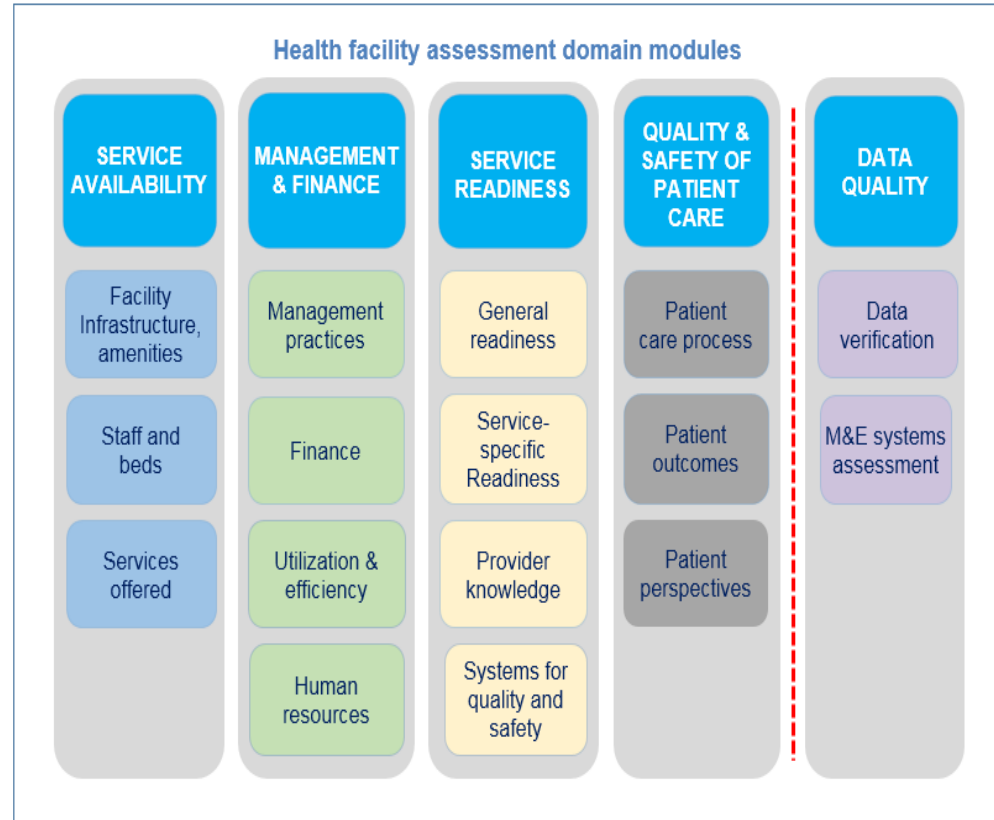 Health facility assessment domain modules
SERVICE
AVAILABILITY
MANAGEMENT
& FINANCE
SERVICE
READINESS
QUALITY &
SAFETY OF
PATIENT
CARE
DATA
QUALITY
Facility
Infrastructure,
amenities
Management
practices
General
readiness
Patient
care process
Data
verification
Staff and
beds
Finance
Service-
specific
Readiness
Patient
outcomes
M&E systems
assessment
Services
offered
Utilization &
efficiency
Provider
knowledge
Patient
perspectives
Human
resources
Systems for
quality and
safety